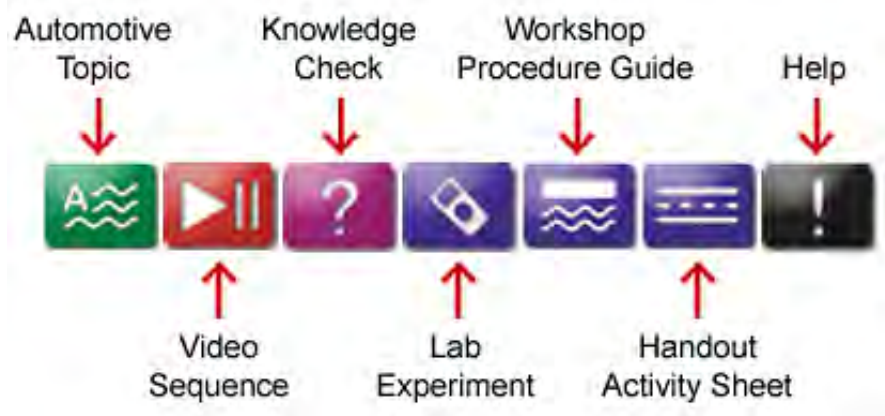 Automotive
Topic
Knowledge
Check
Workshop
Procedure Guide
Help
A
?
!
Video
Sequence
Lab
Experiment
Handout
Activity Sheet